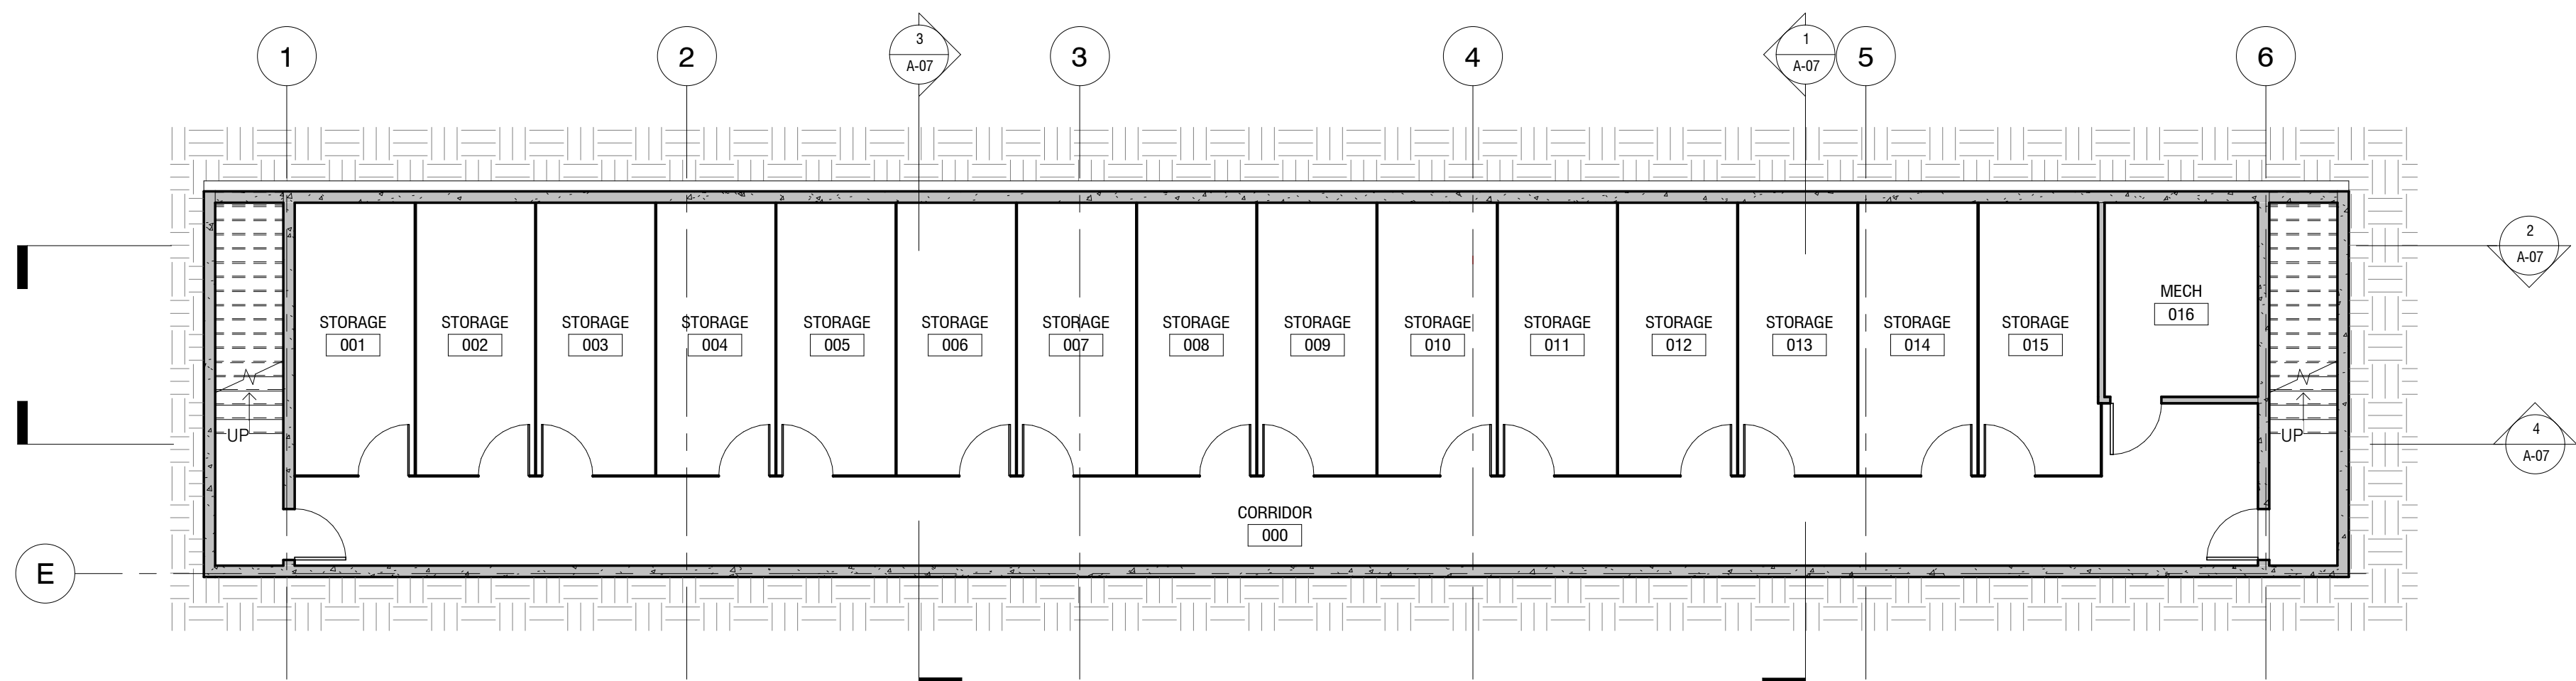 1
2
3
A-07
3
4
1
A-07
5
6
2
A-07
MECH
016
STORAGE
001
STORAGE
002
STORAGE
003
STORAGE
004
STORAGE
005
STORAGE
006
STORAGE
007
STORAGE
008
STORAGE
009
STORAGE
010
STORAGE
011
STORAGE
012
STORAGE
013
STORAGE
014
STORAGE
015
UP
UP
4
A-07
CORRIDOR
000
E